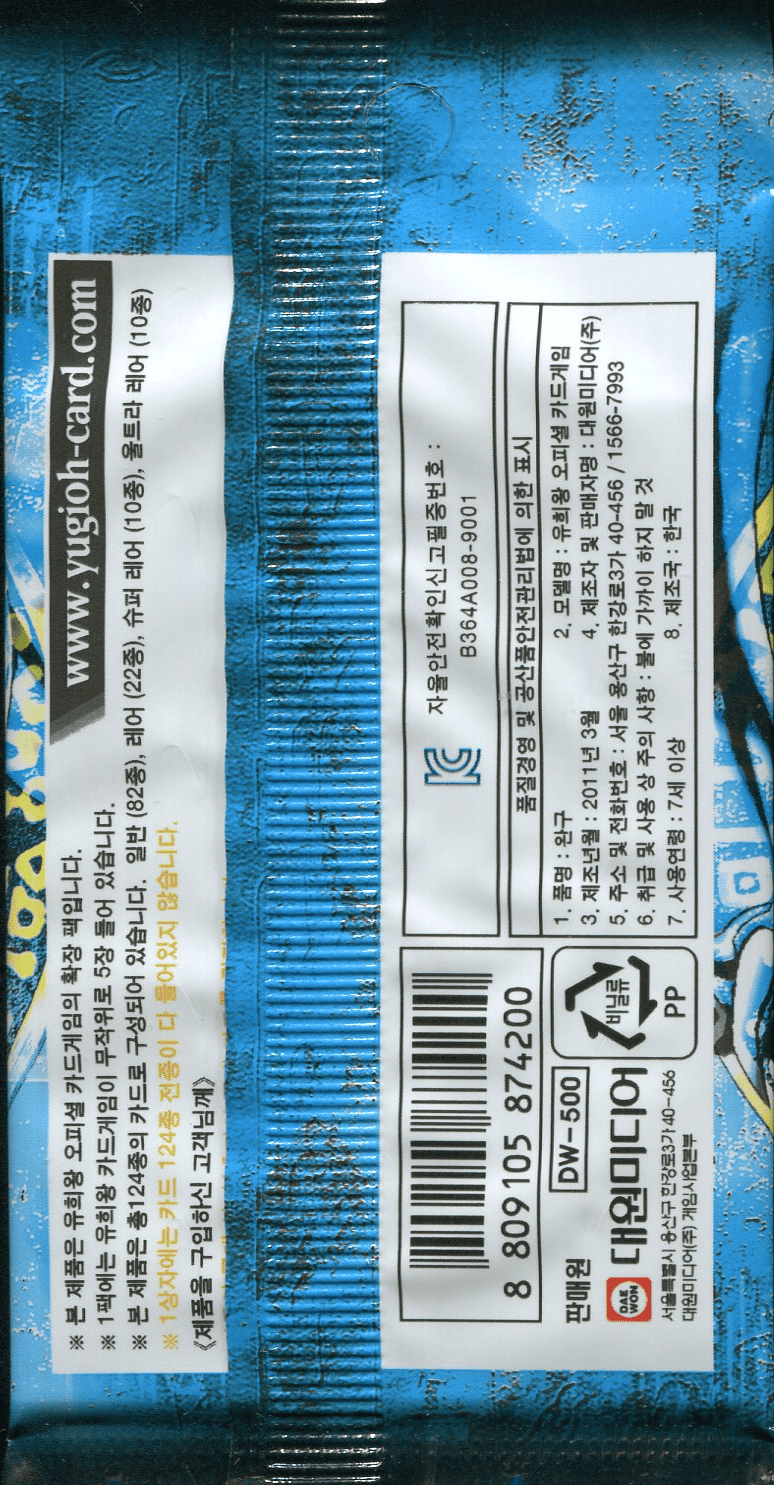 www.yugioh-card.com
※ 본 제품은 유희왕 오피셜 카드게임의 확장 팩입니다.
※ 1팩에는 유희왕 카드게임이 무작위로 5장 들어 있습니다.
※ 본 제품은 총124종의 카드로 구성되어 있습니다. 일반 (82종), 레어 (22종), 슈퍼 레어 (10종), 울트라 레어 (10종)
※ 1상자에는 카드 124종 전종이 다 들어있지 않습니다.
《제품을 구입하신 고객님께》
자율안전확인신고필증번호 :
B364A008-9001
품질경영 및 공산품안전관리법에 의한 표시
1. 품명 : 완구 2. 모델명 : 유희왕 오피셜 카드게임
3. 제조년월 : 2011년 3월 4. 제조자 및 판매자명 : 대원미디어(주)
5. 주소 및 전화번호 : 서울 용산구 한강로3가 40-456 / 1566-7993
6. 취급 및 사용상 주의 사항 : 불에 가까이 하지 말 것
7. 사용연령 : 7세 이상 8. 제조국 : 한국
8 809105 874200
DW-500
비닐류
PP
판매원
DAE
WON
대원미디어
서울특별시 용산구 한강로3가 40-456
대원미디어(주) 게임사업본부